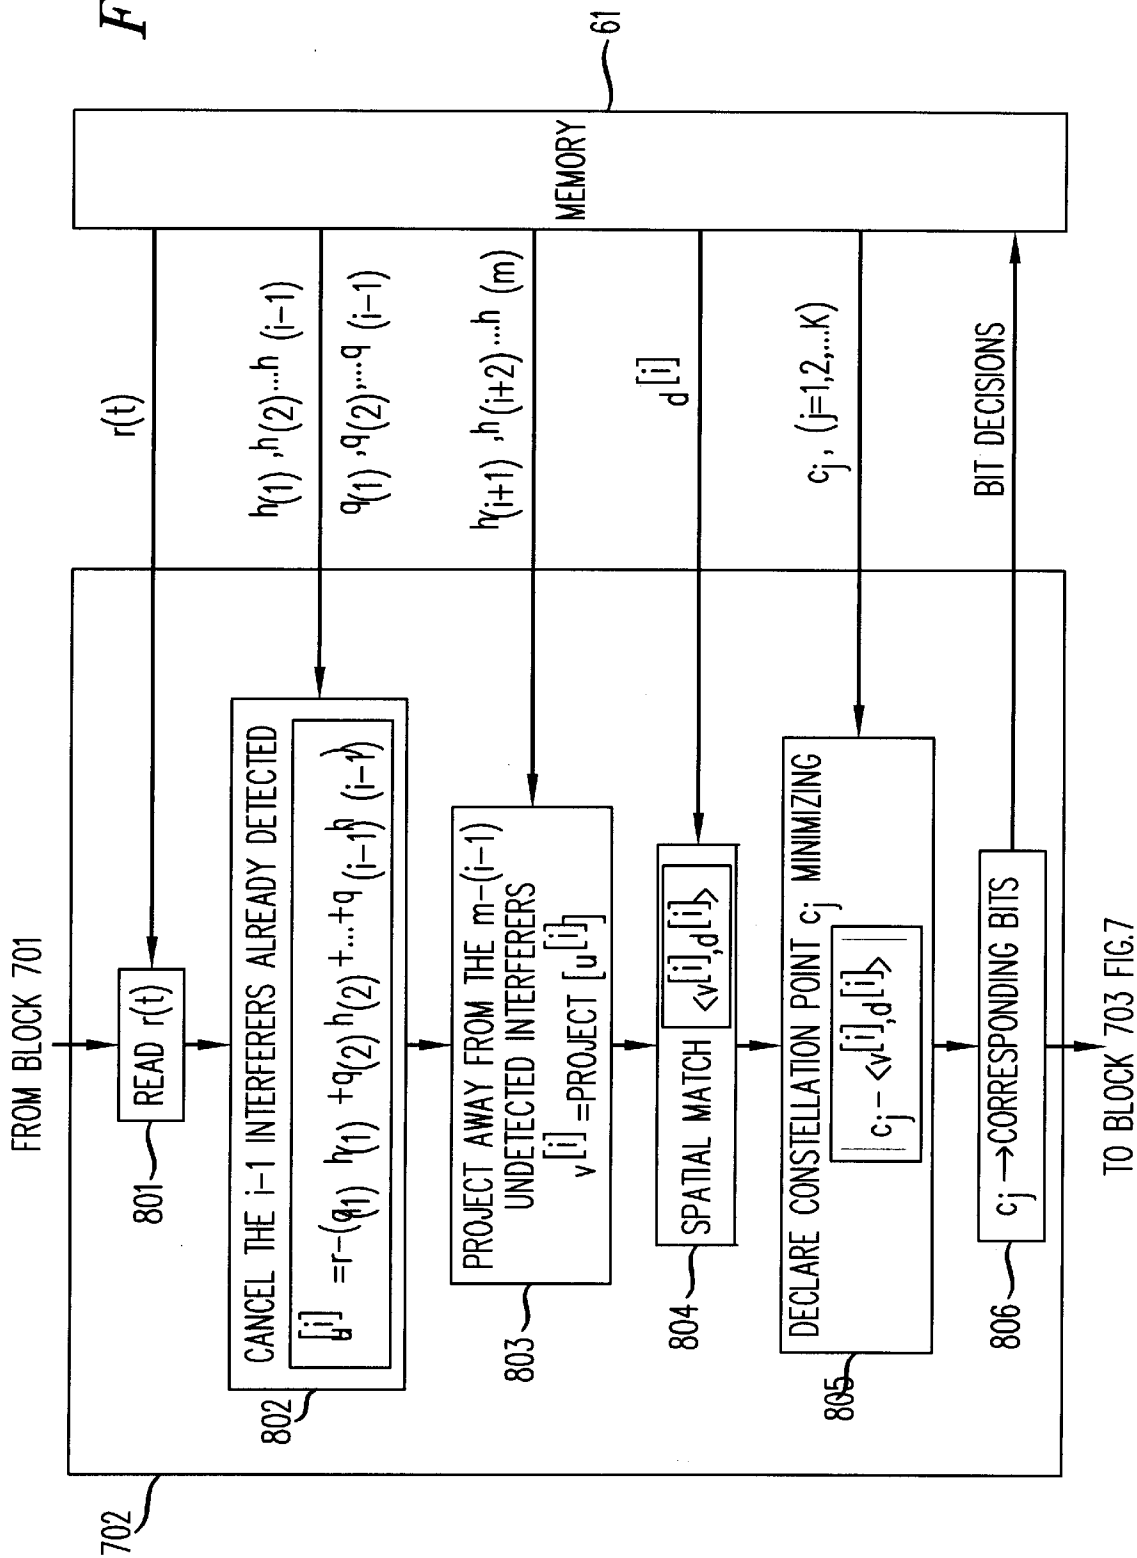 F
FROM BLOCK 701
702
801
READ r(t)
r(t)
802
CANCEL THE i-1 INTERFERERS ALREADY DETECTED
u[i] =r-(q(1) h(1) +q(2) h(2) +...+q(i-1) h(i-1))
h(1) ,h(2)...h (i-1)
q(1) ,q(2),...q (i-1)
803
PROJECT AWAY FROM THE m-(i-1)
UNDETECTED INTERFERERS
v[i] =PROJECT [u[i]]
h(i+1) ,h(i+2)...h (m)
804
SPATIAL MATCH <v[i],d[i]>
d[i]
805
DECLARE CONSTELLATION POINT cj MINIMIZING
|| cj-<v[i],d[i]> ||
cj, (j=1,2,...K)
806
cj →CORRESPONDING BITS
BIT DECISIONS
MEMORY
61
TO BLOCK 703 FIG.7